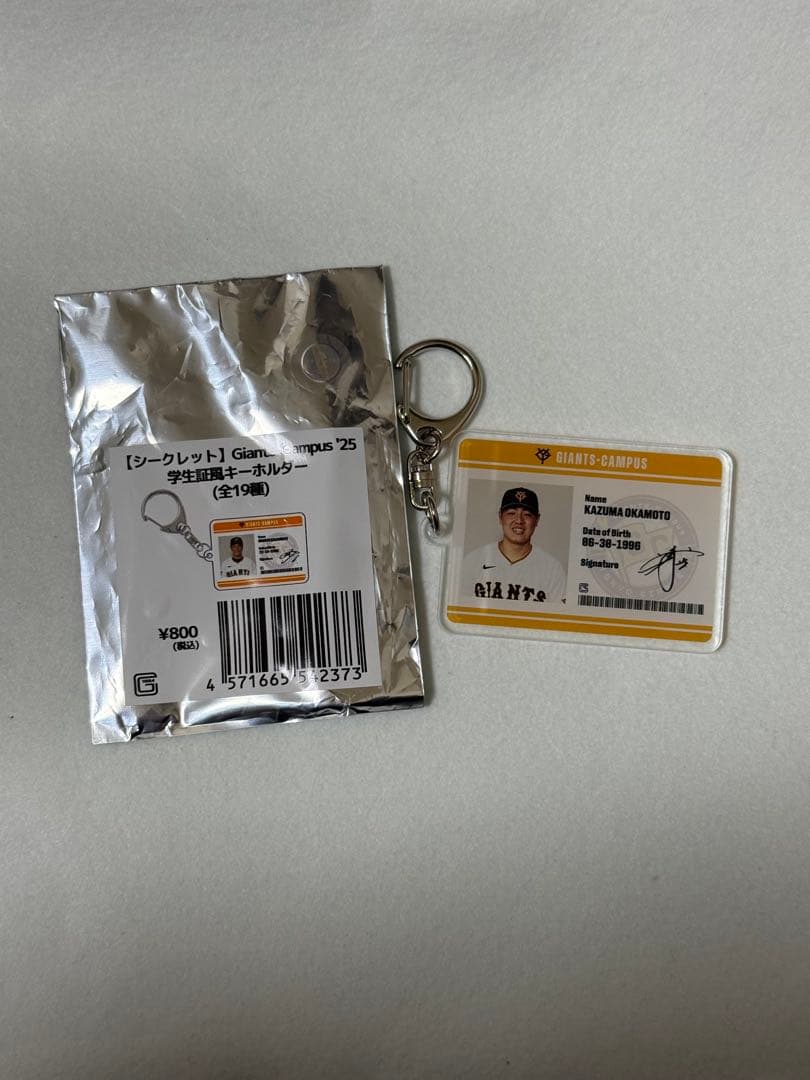 【シークレット】Giants Campus '25
学生証風キーホルダー
(全19種)
GIANTS-CAMPUS
¥800
(税込)
4 571665 542373
GIANTS-CAMPUS
Name
KAZUMA OKAMOTO
Date of Birth
06-30-1996
Signature
GIANTS